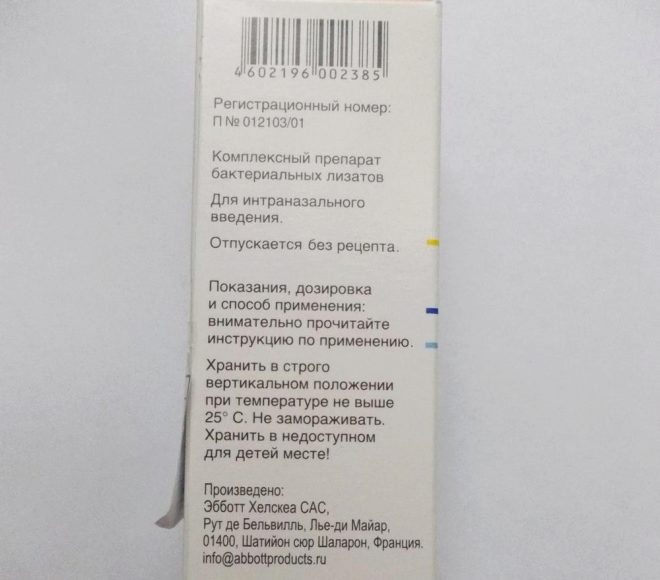 4602196002385
Регистрационный номер:
П № 012103/01
Комплексный препарат
бактериальных лизатов
Для интраназального
введения.
Отпускается без рецепта.
Показания, дозировка
и способ применения:
внимательно прочитайте
инструкцию по применению.
Хранить в строго
вертикальном положении
при температуре не выше
25° С. Не замораживать.
Хранить в недоступном
для детей месте!
Произведено:
Эбботт Хелскеа САС,
Рут де Бельвилль, Лье-ди Майар,
01400, Шатийон сюр Шаларон, Франция.
info@abbottproducts.ru